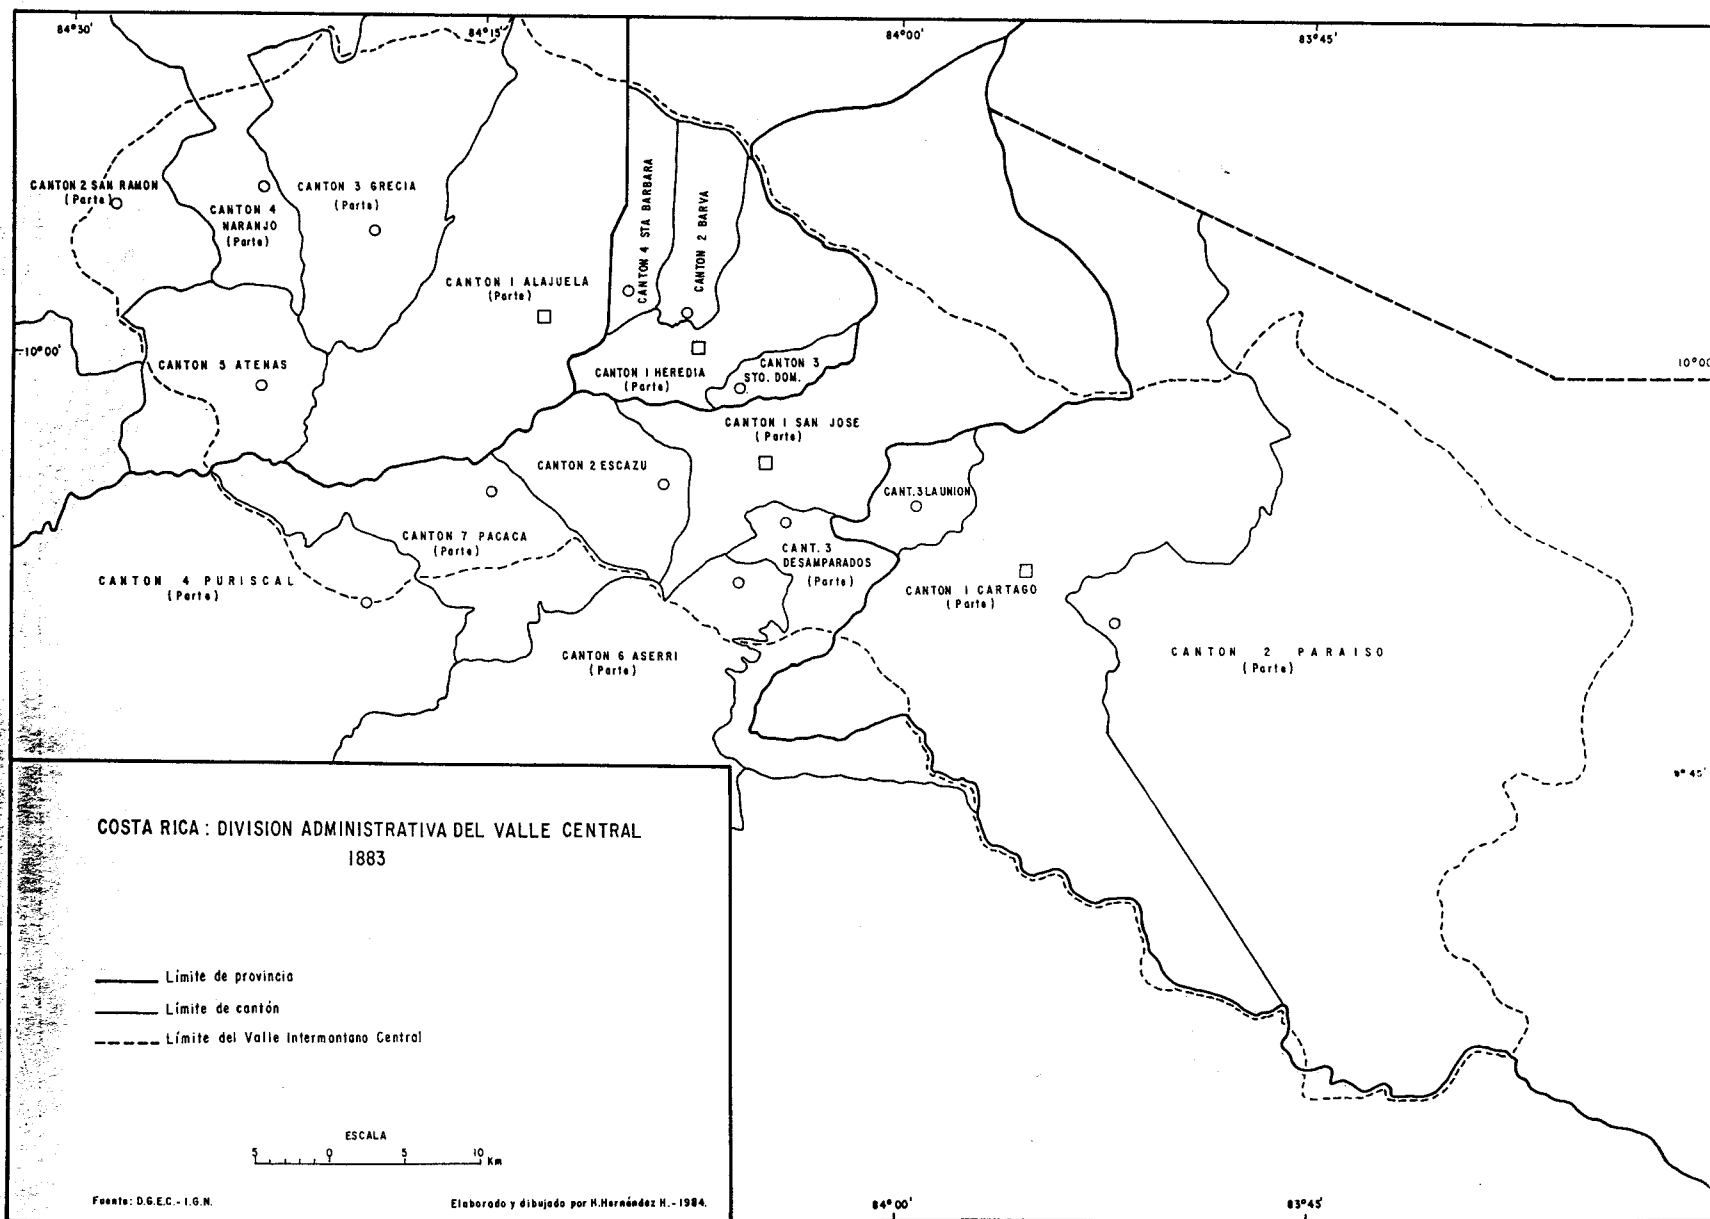 84°30'
84°15'
84°00'
83°45'
CANTON 2 SAN RAMON
(Parte)
CANTON 4
NARANJO
(Parte)
CANTON 3 GRECIA
(Parte)
CANTON 1 ALAJUELA
(Parte)
CANTON 4 STA BARBARA
CANTON 2 BARVA
10°00'
10°00'
CANTON 5 ATENAS
CANTON 1 HEREDIA
(Parte)
CANTON 3
STO. DOM.
CANTON 1 SAN JOSE
(Parte)
CANTON 2 ESCAZU
CANT. 3 LA UNION
CANTON 7 PACACA
(Parte)
CANT. 3
DESAMPARADOS
(Parte)
CANTON 4 PURISCAL
(Parte)
CANTON 1 CARTAGO
(Parte)
CANTON 6 ASERRI
(Parte)
CANTON 2 PARAISO
(Parte)
9°45'
COSTA RICA: DIVISION ADMINISTRATIVA DEL VALLE CENTRAL
1883
Límite de provincia
Límite de cantón
Límite del Valle Intermontano Central
ESCALA
5 0 5 10 Km
Fuente: D.G.E.C.- I.G.N.
Elaborado y dibujado por H.Hernández H.-1984.
84°00'
83°45'